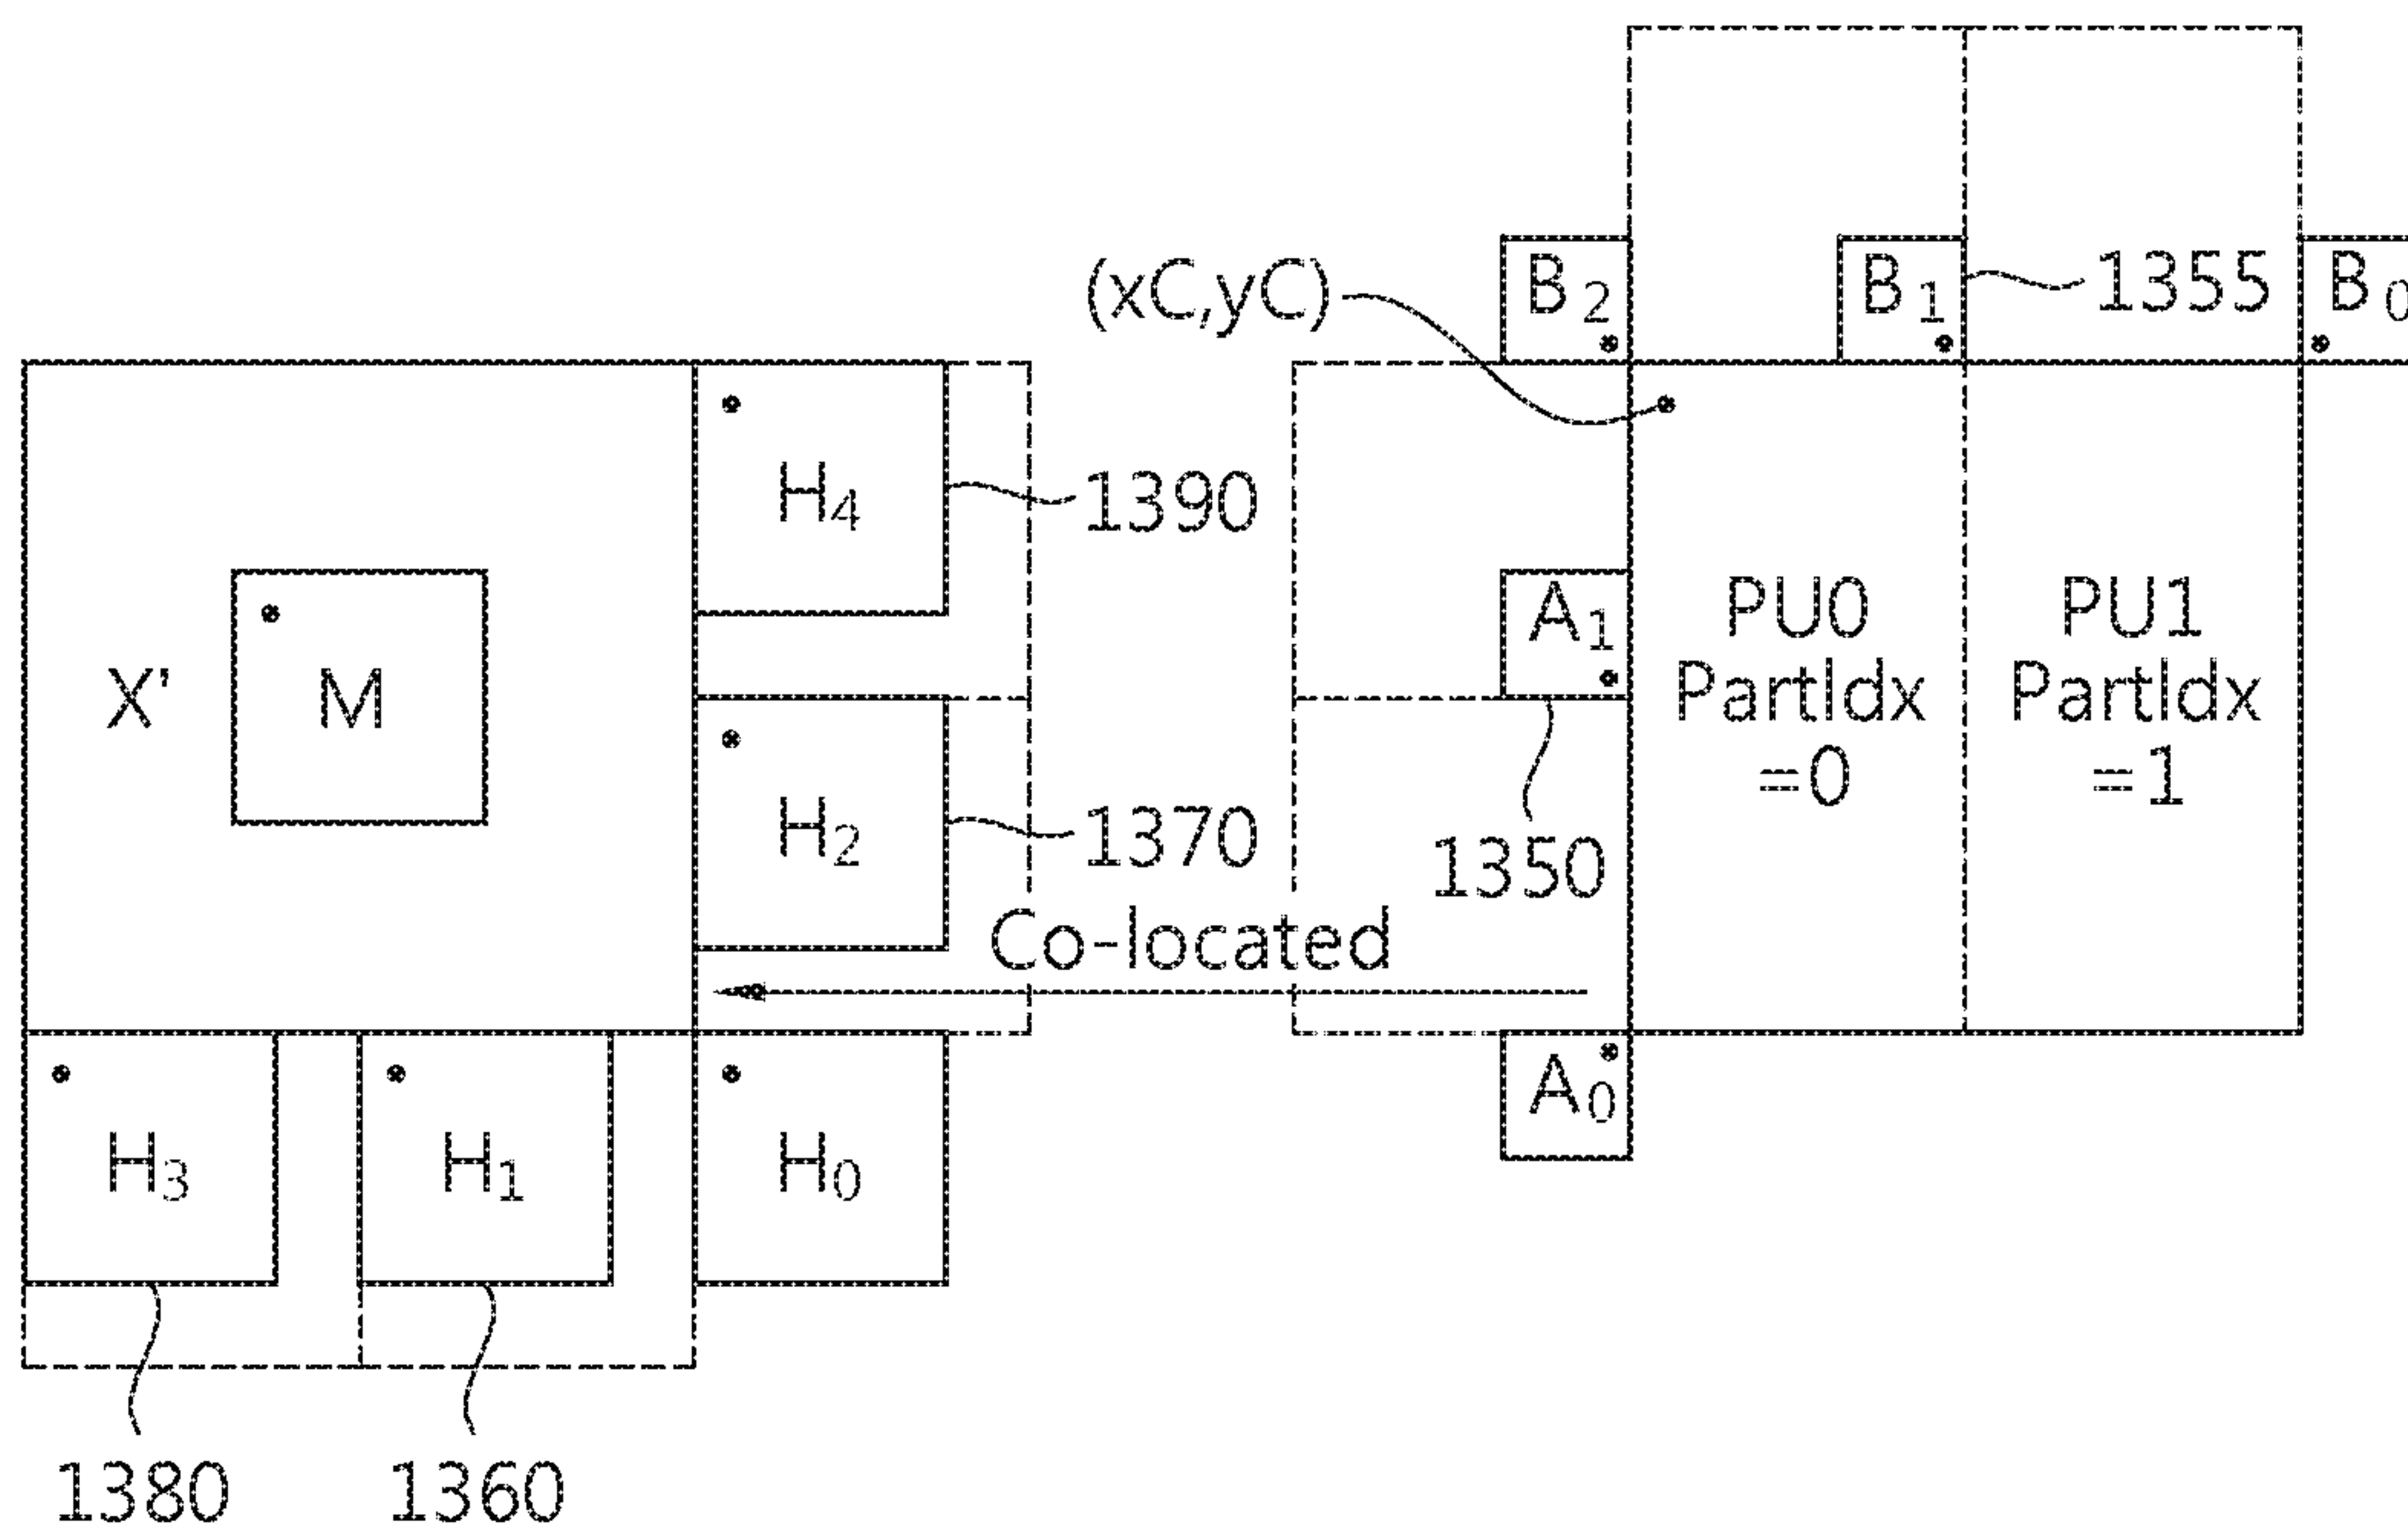 B2
B1
1355
B0
(xC,yC)
H4
1390
A1
PU0
PartIdx
=0
PU1
PartIdx
=1
X'
M
H2
1370
1350
Co-located
H3
H1
H0
A0
1380
1360